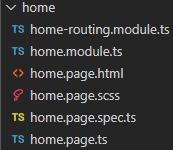 home
TS home-routing.module.ts
TS home.module.ts
<> home.page.html
home.page.scss
TS home.page.spec.ts
TS home.page.ts